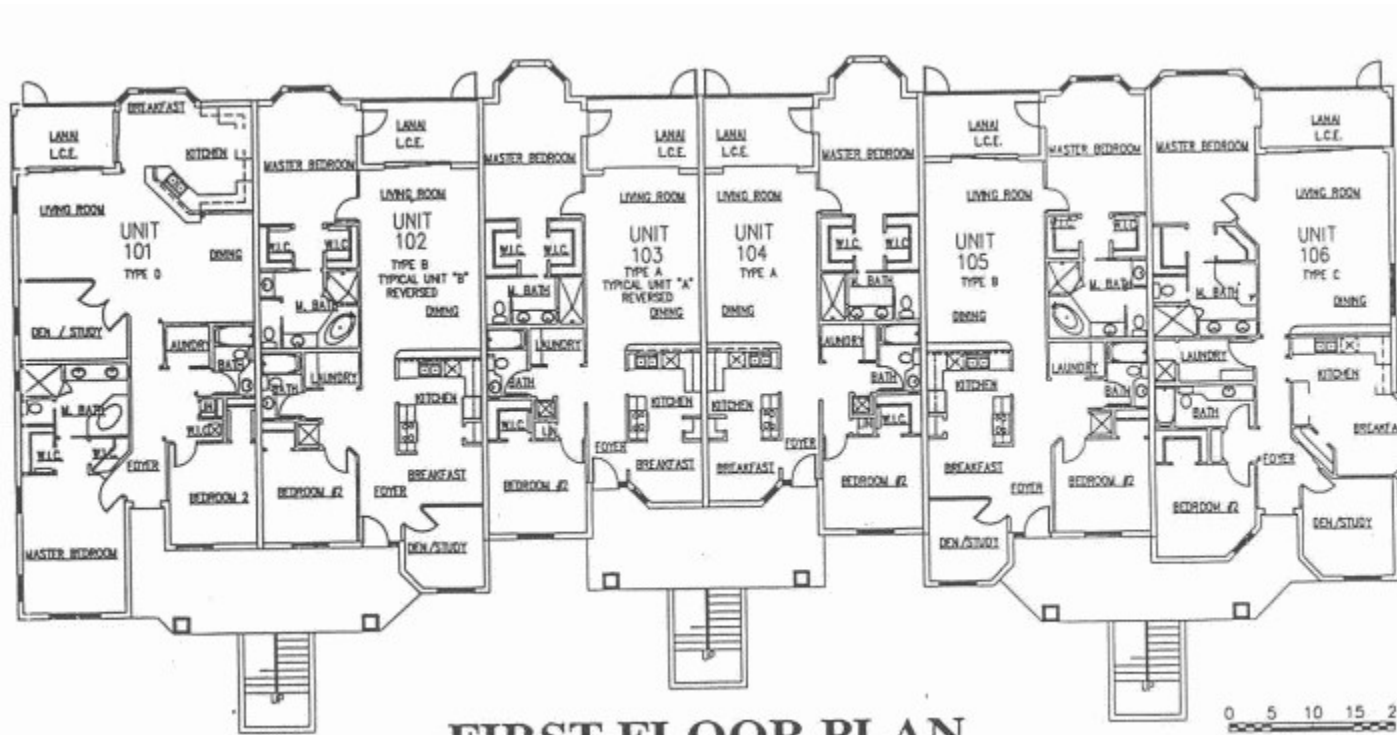 BREAKFAST
LANAI
L.C.E.
KITCHEN
LIVING ROOM
UNIT
101
TYPE D
DINING
DEN / STUDY
LAUNDRY
BATH
M. BATH
LIN
W.I.C.
W.I.C.
W.I.C.
FOYER
BEDROOM 2
MASTER BEDROOM
MASTER BEDROOM
LANAI
L.C.E.
LIVING ROOM
UNIT
102
TYPE B
TYPICAL UNIT "B"
REVERSED
W.I.C.
W.I.C.
M. BATH
DINING
BATH
LAUNDRY
KITCHEN
BREAKFAST
BEDROOM #2
FOYER
DEN/STUDY
UP
MASTER BEDROOM
LANAI
L.C.E.
LIVING ROOM
UNIT
103
TYPE A
TYPICAL UNIT "A"
REVERSED
W.I.C.
W.I.C.
M. BATH
DINING
LAUNDRY
BATH
KITCHEN
W.I.C.
LIN
FOYER
BREAKFAST
BEDROOM #2
LANAI
L.C.E.
MASTER BEDROOM
LIVING ROOM
UNIT
104
TYPE A
W.I.C.
W.I.C.
M. BATH
DINING
LAUNDRY
BATH
KITCHEN
LIN
W.I.C.
FOYER
BREAKFAST
BEDROOM #2
UP
LANAI
L.C.E.
MASTER BEDROOM
LIVING ROOM
UNIT
105
TYPE B
W.I.C.
W.I.C.
M. BATH
DINING
LAUNDRY
BATH
KITCHEN
BREAKFAST
FOYER
BEDROOM #2
DEN/STUDY
UP
MASTER BEDROOM
LANAI
L.C.E.
LIVING ROOM
UNIT
106
TYPE C
M. BATH
DINING
LAUNDRY
KITCHEN
BATH
BREAKFA
FOYER
BEDROOM #2
DEN/STUDY
FIRST FLOOR PLAN
0 5 10 15 2